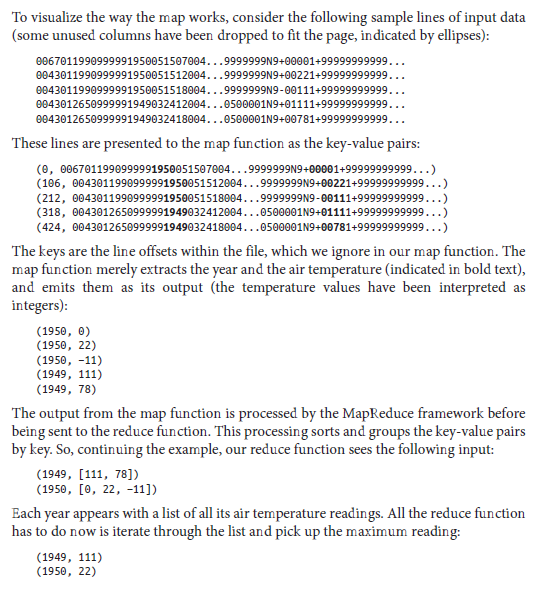 To visualize the way the map works, consider the following sample lines of input data
(some unused columns have been dropped to fit the page, indicated by ellipses):
0067011990999991950051507004...9999999N9+00001+99999999999...
0043011990999991950051512004...9999999N9+00221+99999999999...
0043011990999991950051518004...9999999N9-00111+99999999999...
0043012650999991949032412004...0500001N9+01111+99999999999...
0043012650999991949032418004...0500001N9+00781+99999999999...
These lines are presented to the map function as the key-value pairs:
(0, 0067011990999991950051507004...9999999N9+00001+99999999999...)
(106, 0043011990999991950051512004...9999999N9+00221+99999999999...)
(212, 0043011990999991950051518004...9999999N9-00111+99999999999...)
(318, 0043012650999991949032412004...0500001N9+01111+99999999999...)
(424, 0043012650999991949032418004...0500001N9+00781+99999999999...)
The keys are the line offsets within the file, which we ignore in our map function. The
map function merely extracts the year and the air temperature (indicated in bold text),
and emits them as its output (the temperature values have been interpreted as
integers):
(1950, 0)
(1950, 22)
(1950, −11)
(1949, 111)
(1949, 78)
The output from the map function is processed by the MapReduce framework before
being sent to the reduce function. This processing sorts and groups the key-value pairs
by key. So, continuing the example, our reduce function sees the following input:
(1949, [111, 78])
(1950, [0, 22, −11])
Each year appears with a list of all its air temperature readings. All the reduce function
has to do now is iterate through the list and pick up the maximum reading:
(1949, 111)
(1950, 22)